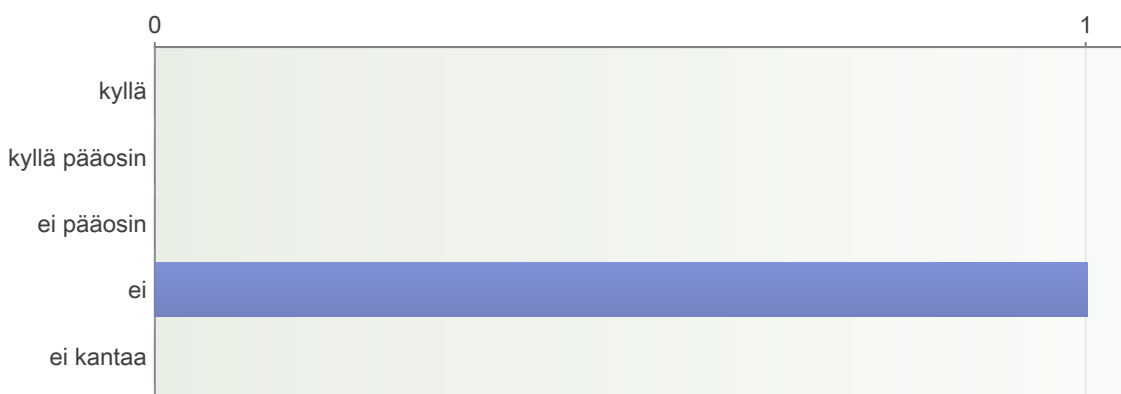 0 1
kyllä
kyllä pääosin
ei pääosin
ei
ei kantaa